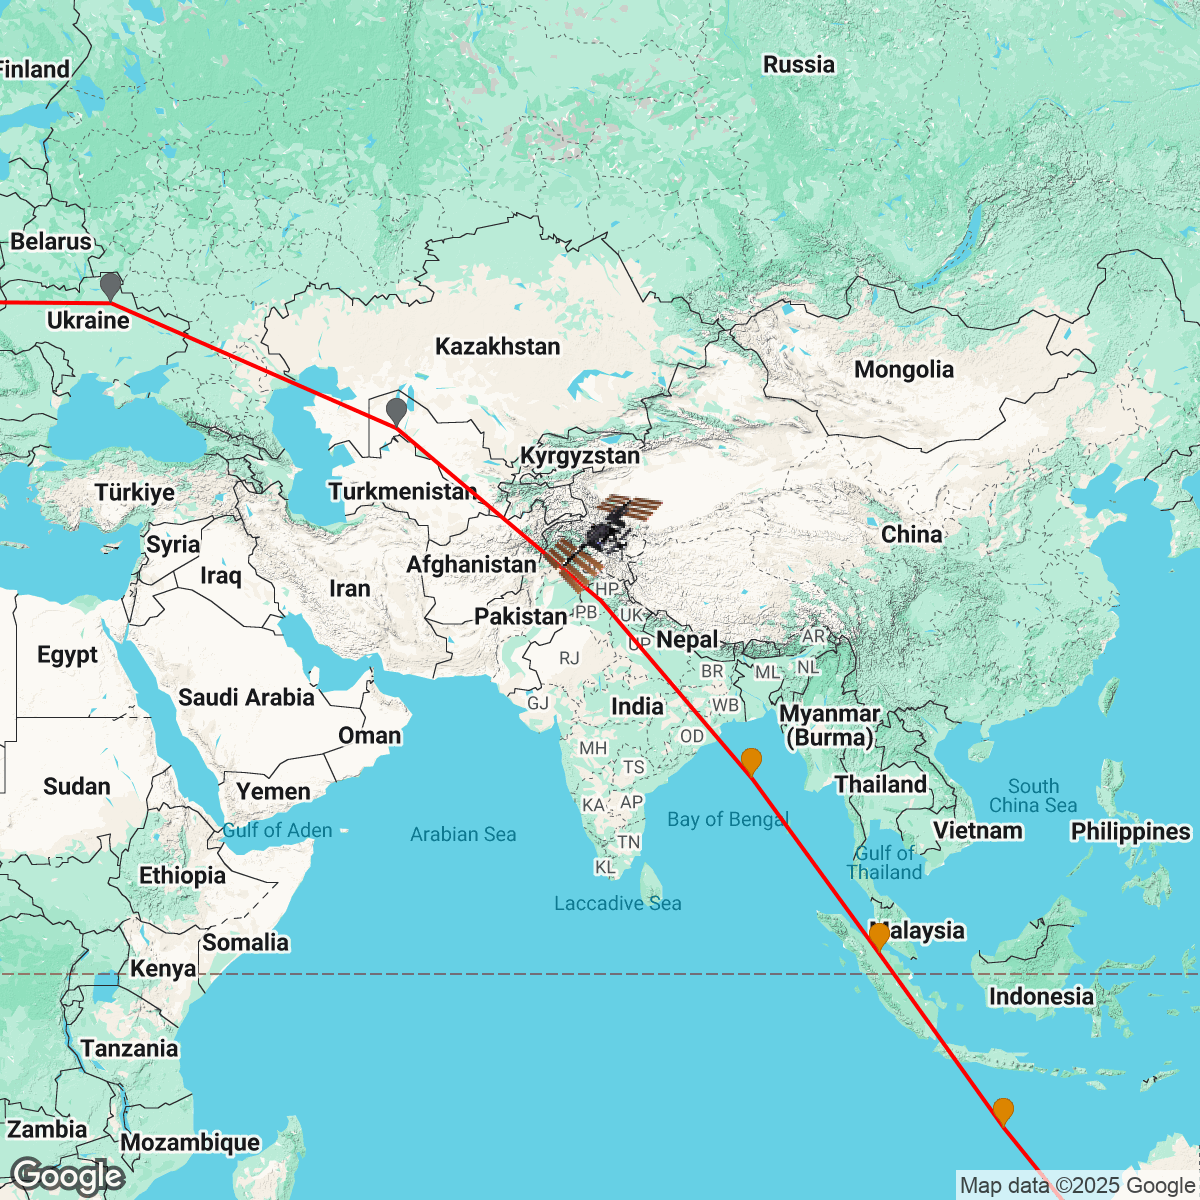 Finland
Russia
Belarus
Ukraine
Kazakhstan
Mongolia
Kyrgyzstan
Türkiye
Turkmenistan
Syria
China
Iraq
Afghanistan
Iran
HP
Pakistan
PB
UK
Egypt
UP
Nepal
AR
RJ
BR
ML
NL
Saudi Arabia
GJ
India
WB
Myanmar
(Burma)
Oman
OD
MH
TS
Sudan
Yemen
Thailand
South
China Sea
KA
AP
Gulf of Aden
Arabian Sea
Bay of Bengal
Vietnam
Philippines
TN
Gulf of
Thailand
KL
Ethiopia
Laccadive Sea
Somalia
Malaysia
Kenya
Indonesia
Tanzania
Zambia
Mozambique
Google
Map data ©2025 Google